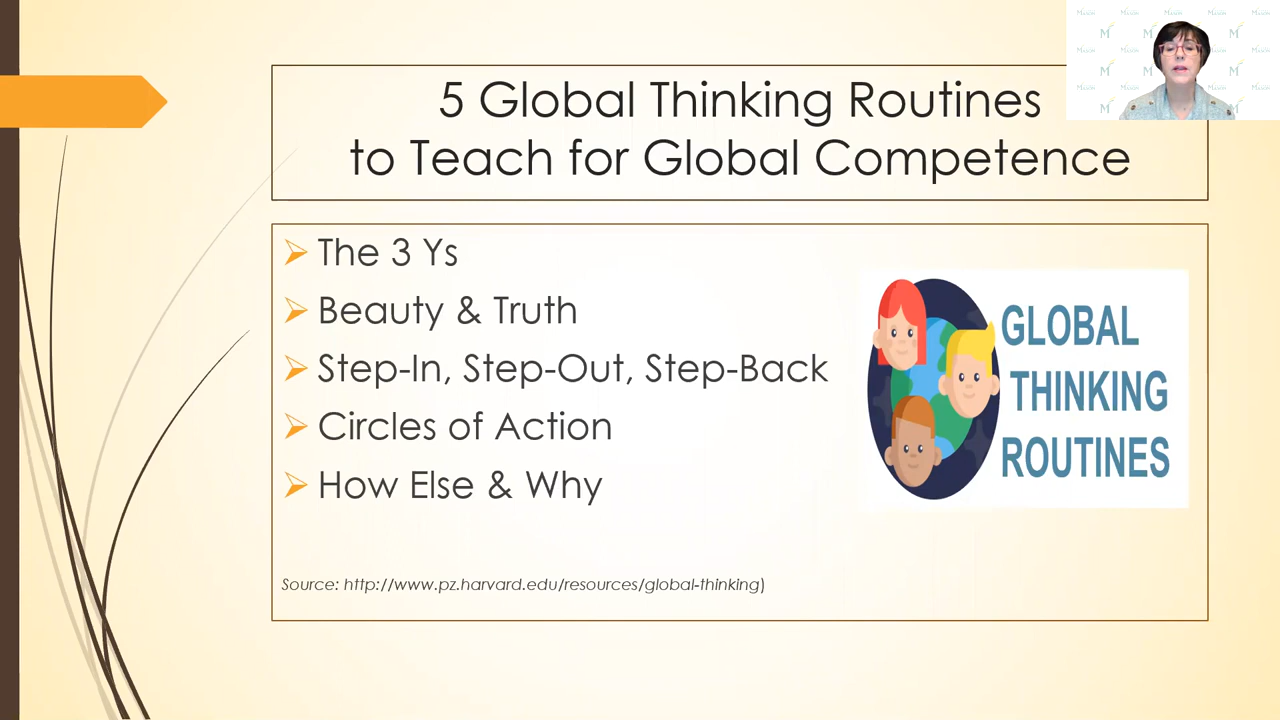 5 Global Thinking Routines
to Teach for Global Competence
The 3 Ys
Beauty & Truth
Step-In, Step-Out, Step-Back
Circles of Action
How Else & Why
GLOBAL
THINKING
ROUTINES
Source: http://www.pz.harvard.edu/resources/global-thinking)